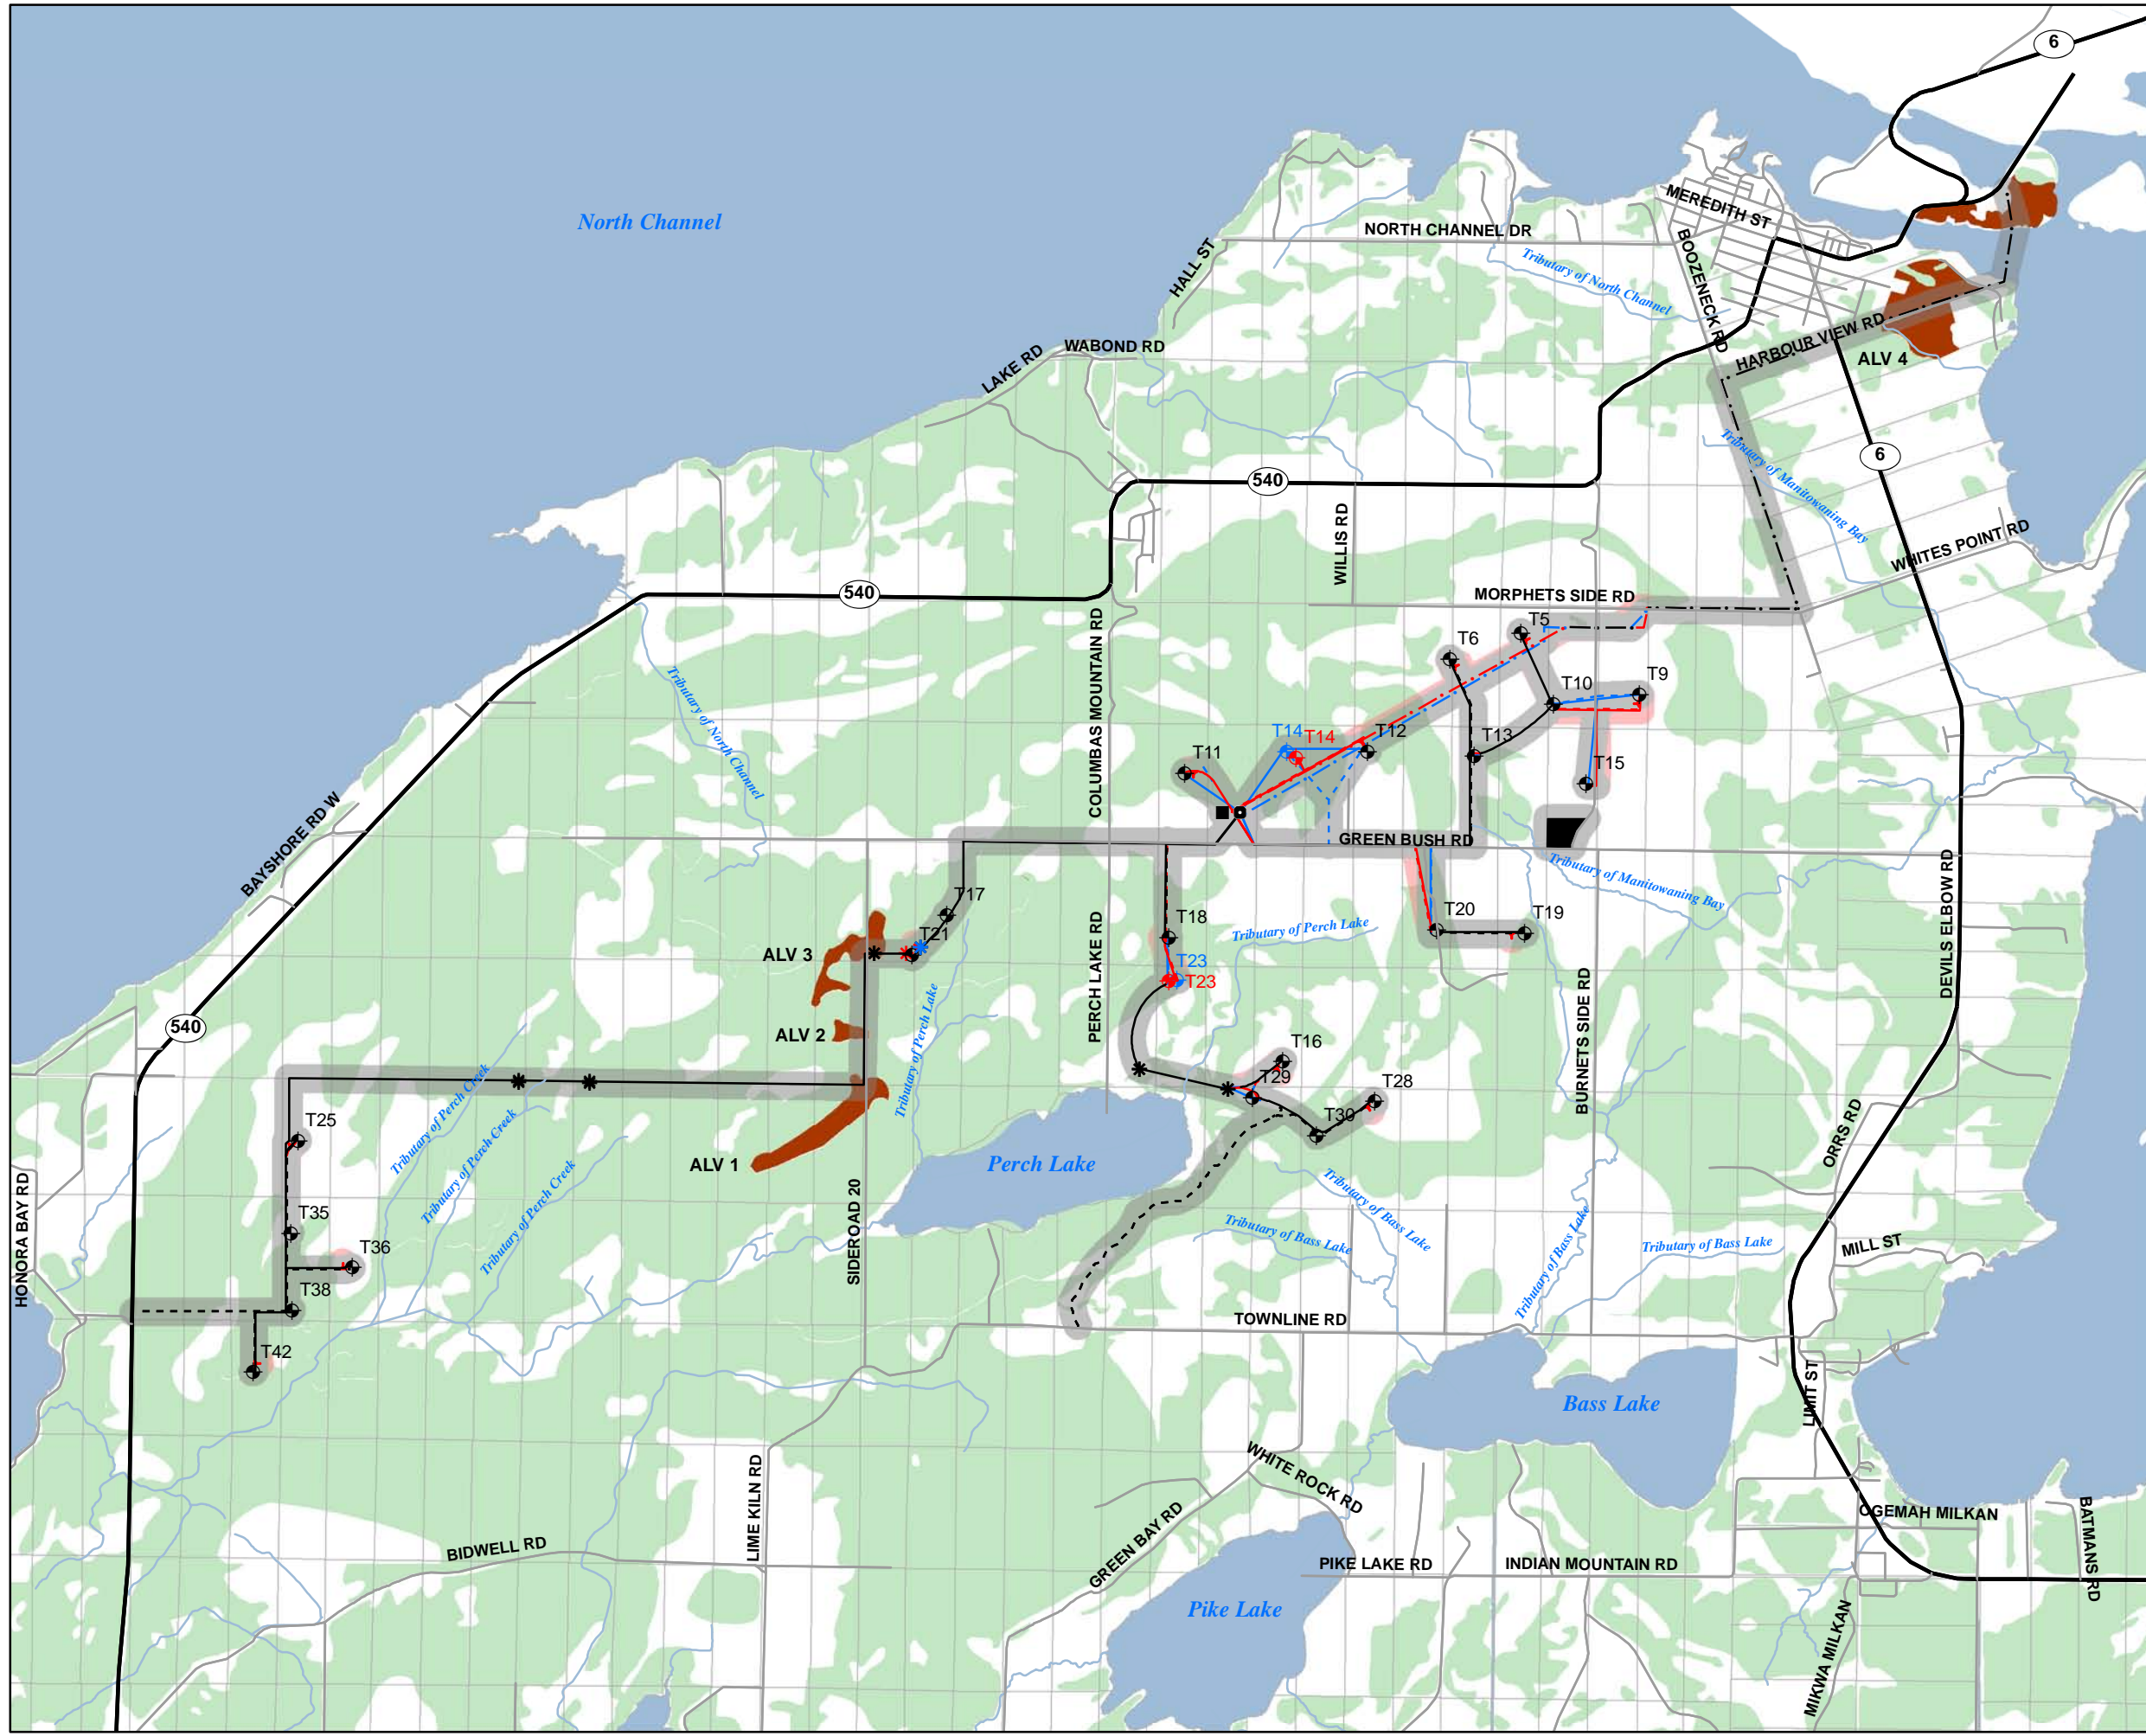 6
MEREDITH ST
North Channel
NORTH CHANNEL DR
BOOZENECK RD
HALL ST
Tributary of North Channel
HARBOUR VIEW RD
WABOND RD
LAKE RD
ALV 4
Tributary of Manitowaning Bay
6
540
WILLIS RD
WHITES POINT RD
540
MORPHETS SIDE RD
COLUMBAS MOUNTAIN RD
T5
T6
Tributary of North Channel
T9
T10
T14
T14
T12
T13
T11
T15
BAYSHORE RD W
GREEN BUSH RD
Tributary of Manitowaning Bay
DEVILS ELBOW RD
T17
T18
T20
T19
PERCH LAKE RD
Tributary of Perch Lake
T21
ALV 3
T23
T23
BURNETS SIDE RD
540
ALV 2
Tributary of Perch Lake
T16
T29
T28
T30
Tributary of Perch Creek
Tributary of Perch Creek
Tributary of Perch Creek
T25
ALV 1
Perch Lake
ORRS RD
HONORA BAY RD
SIDEROAD 20
Tributary of Bass Lake
Tributary of Bass Lake
Tributary of Bass Lake
Tributary of Bass Lake
T35
T36
MILL ST
T38
TOWNLINE RD
T42
LIMIT ST
Bass Lake
WHITE ROCK RD
LIME KILN RD
BIDWELL RD
GREEN BAY RD
OGEMAH MILKAN
BATMANS RD
PIKE LAKE RD
INDIAN MOUNTAIN RD
Pike Lake
MIKWA MILKAN